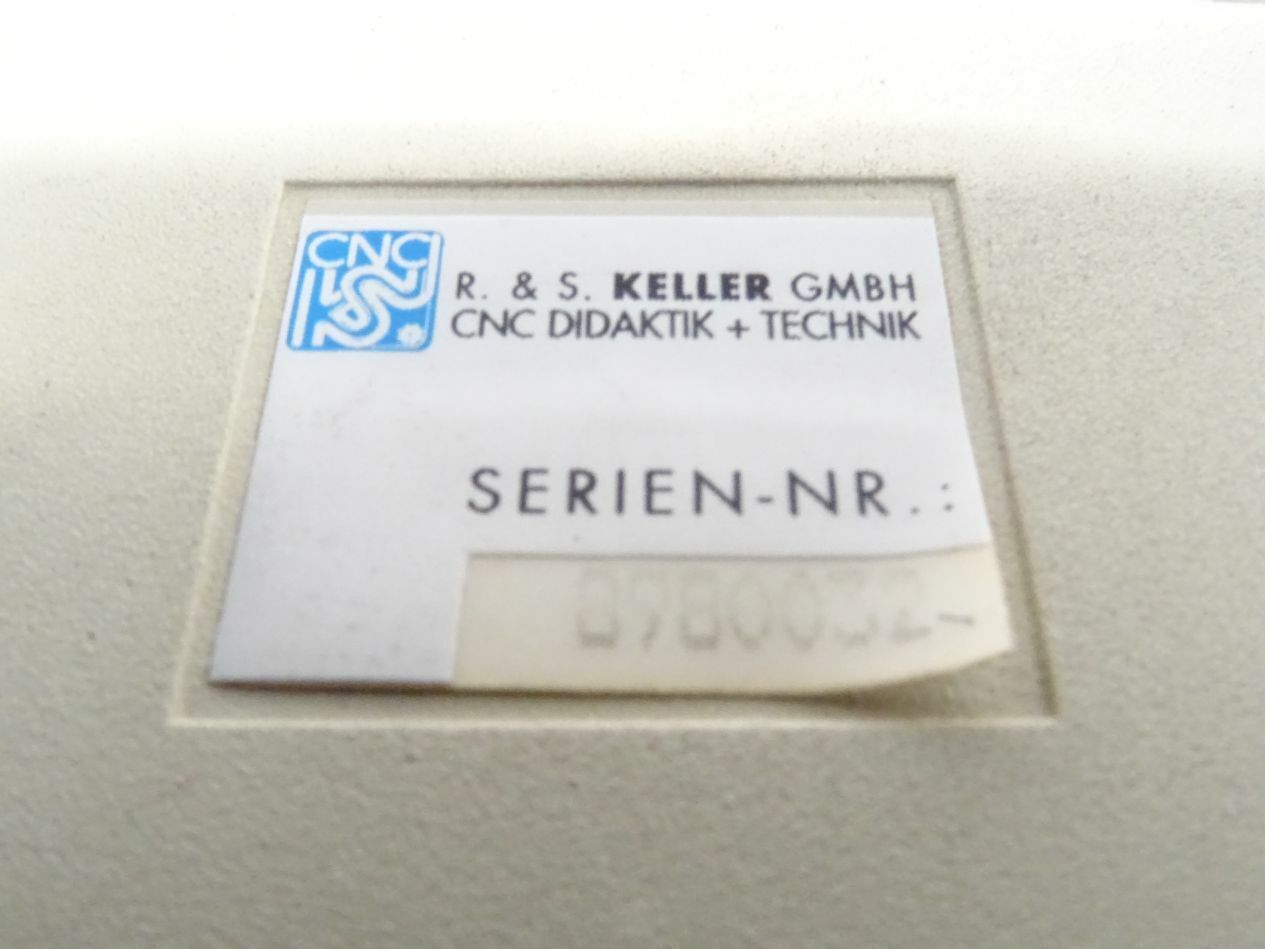 CNC
R. & S. KELLER GMBH
CNC DIDAKTIK + TECHNIK
SERIEN-NR.: